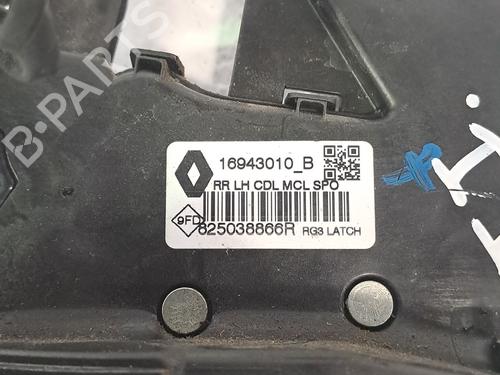 B-PARTS
16943010_B
RR LH CDL MCL SPO
9FD
825038866R RG3 LATCH